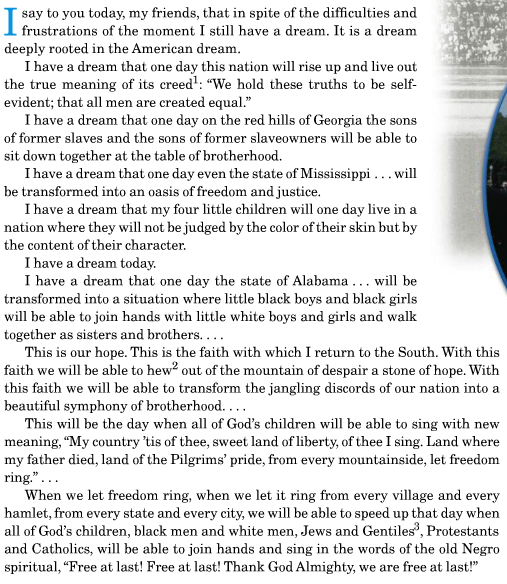 I say to you today, my friends, that in spite of the difficulties and
frustrations of the moment I still have a dream. It is a dream
deeply rooted in the American dream.
I have a dream that one day this nation will rise up and live out
the true meaning of its creed¹: “We hold these truths to be self-
evident; that all men are created equal.”
I have a dream that one day on the red hills of Georgia the sons
of former slaves and the sons of former slaveowners will be able to
sit down together at the table of brotherhood.
I have a dream that one day even the state of Mississippi . . . will
be transformed into an oasis of freedom and justice.
I have a dream that my four little children will one day live in a
nation where they will not be judged by the color of their skin but by
the content of their character.
I have a dream today.
I have a dream that one day the state of Alabama . . . will be
transformed into a situation where little black boys and black girls
will be able to join hands with little white boys and girls and walk
together as sisters and brothers. . . .
This is our hope. This is the faith with which I return to the South. With this
faith we will be able to hew² out of the mountain of despair a stone of hope. With
this faith we will be able to transform the jangling discords of our nation into a
beautiful symphony of brotherhood. . . .
This will be the day when all of God’s children will be able to sing with new
meaning, “My country ’tis of thee, sweet land of liberty, of thee I sing. Land where
my father died, land of the Pilgrims’ pride, from every mountainside, let freedom
ring.” . . .
When we let freedom ring, when we let it ring from every village and every
hamlet, from every state and every city, we will be able to speed up that day when
all of God’s children, black men and white men, Jews and Gentiles³, Protestants
and Catholics, will be able to join hands and sing in the words of the old Negro
spiritual, “Free at last! Free at last! Thank God Almighty, we are free at last!”